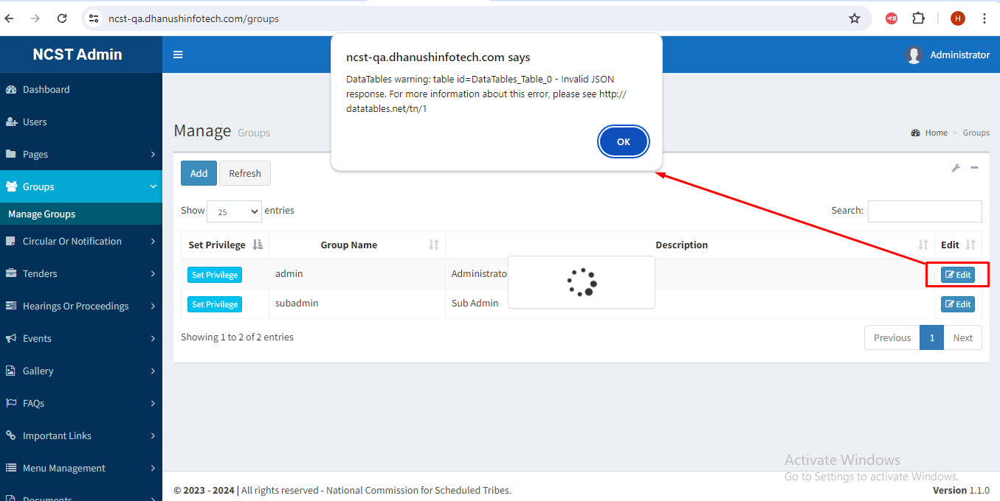 ncst-qa.dhanushinfotech.com/groups
H
NCST Admin
Administrator
ncst-qa.dhanushinfotech.com says
DataTables warning: table id=DataTables_Table_0 - Invalid JSON
response. For more information about this error, please see http://
datatables.net/tn/1
OK
Dashboard
Users
Pages
Groups
Manage Groups
Circular Or Notification
Tenders
Hearings Or Proceedings
Events
Gallery
FAQs
Important Links
Menu Management
Documents
Manage Groups
Home > Groups
Add Refresh
Show 25 entries Search:
Set Privilege Group Name Description Edit
Set Privilege admin Administrato Edit
Set Privilege subadmin Sub Admin Edit
Showing 1 to 2 of 2 entries Previous 1 Next
Activate Windows
Go to Settings to activate Windows.
© 2023 - 2024 | All rights reserved - National Commission for Scheduled Tribes. Version 1.1.0